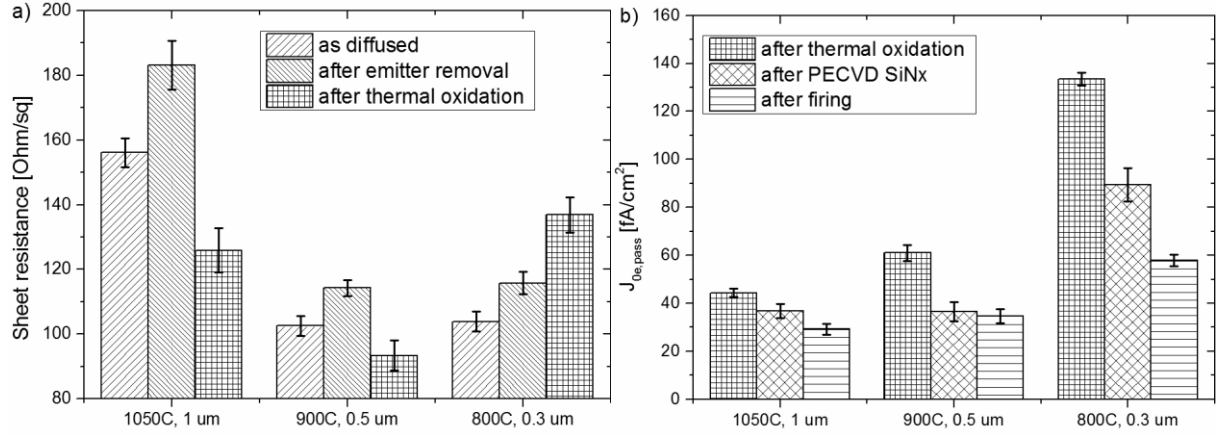 a)
Sheet resistance [Ohm/sq]
200
180
160
140
120
100
80
as diffused
after emitter removal
after thermal oxidation
1050C, 1 um
900C, 0.5 um
800C, 0.3 um
b)
J0e,pass [fA/cm²]
160
140
120
100
80
60
40
20
0
after thermal oxidation
after PECVD SiNx
after firing
1050C, 1 um
900C, 0.5 um
800C, 0.3 um